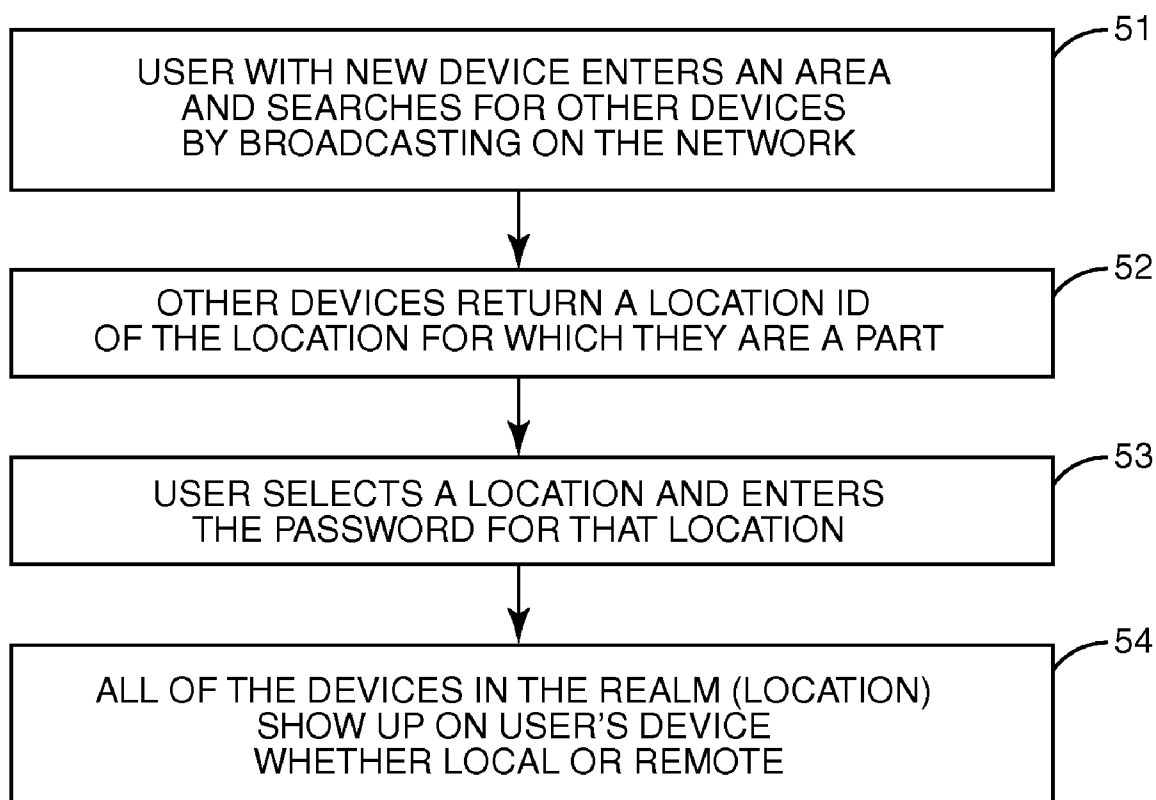 51
USER WITH NEW DEVICE ENTERS AN AREA
AND SEARCHES FOR OTHER DEVICES
BY BROADCASTING ON THE NETWORK
52
OTHER DEVICES RETURN A LOCATION ID
OF THE LOCATION FOR WHICH THEY ARE A PART
53
USER SELECTS A LOCATION AND ENTERS
THE PASSWORD FOR THAT LOCATION
54
ALL OF THE DEVICES IN THE REALM (LOCATION)
SHOW UP ON USER'S DEVICE
WHETHER LOCAL OR REMOTE